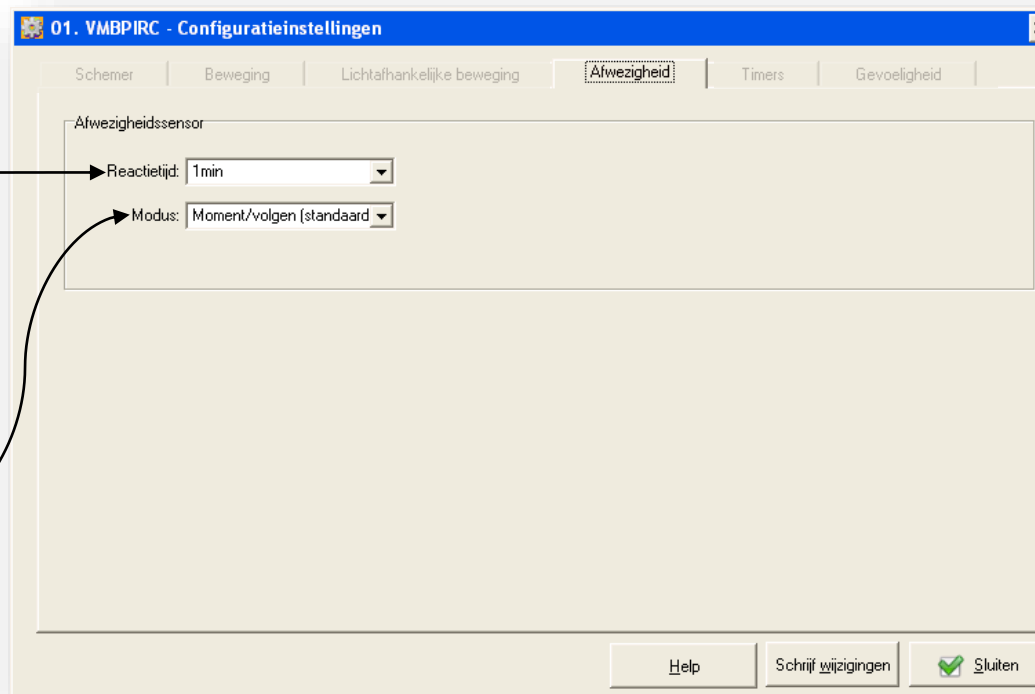 01. VMBPIRC - Configuratieinstellingen
Schemer Beweging Lichtafhankelijke beweging Afwezigheid Timers Gevoeligheid
Afwezigheidssensor
Reactietijd: 1min
Modus: Moment/volgen (standaard
Help Schrijf wijzigingen Sluiten